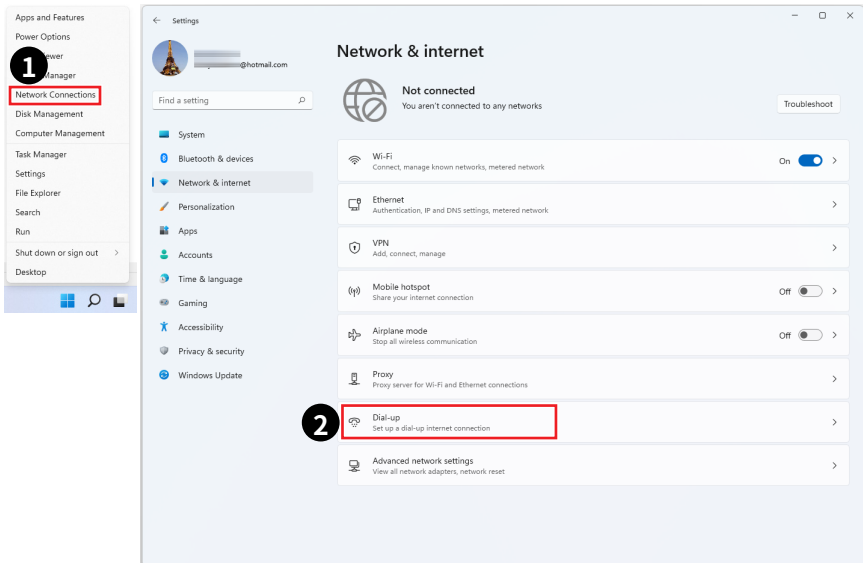 Apps and Features
Power Options
Manager
Network Connections
Disk Management
Computer Management
Task Manager
Settings
File Explorer
Search
Run
Shut down or sign out
Desktop
1
Settings
@hotmail.com
Find a setting
System
Bluetooth & devices
Network & internet
Personalization
Apps
Accounts
Time & language
Gaming
Accessibility
Privacy & security
Windows Update
Network & internet
Not connected
You aren't connected to any networks
Troubleshoot
Wi-Fi
Connect, manage known networks, metered network
On
Ethernet
Authentication, IP and DNS settings, metered network
VPN
Add, connect, manage
Mobile hotspot
Share your internet connection
Off
Airplane mode
Stop all wireless communication
Off
Proxy
Proxy server for Wi-Fi and Ethernet connections
2
Dial-up
Set up a dial-up internet connection
Advanced network settings
View all network adapters, network reset